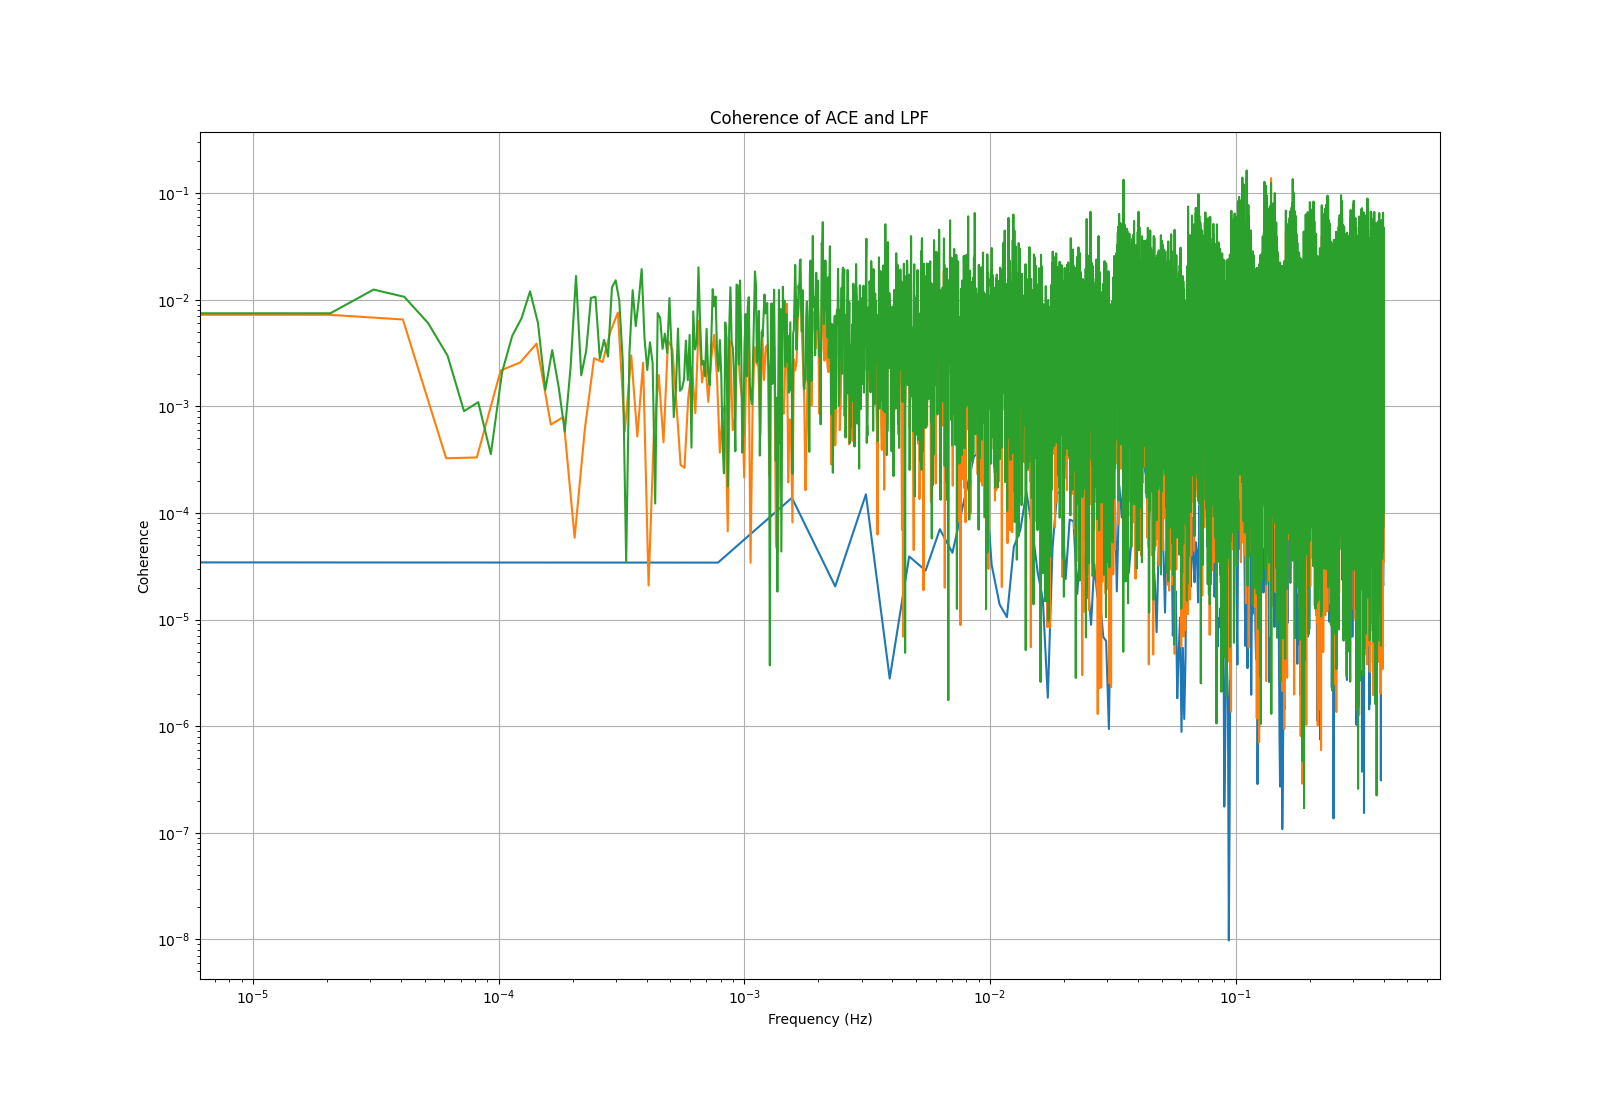 Coherence of ACE and LPF
Coherence
10⁻¹
10⁻²
10⁻³
10⁻⁴
10⁻⁵
10⁻⁶
10⁻⁷
10⁻⁸
10⁻⁵ 10⁻⁴ 10⁻³ 10⁻² 10⁻¹
Frequency (Hz)